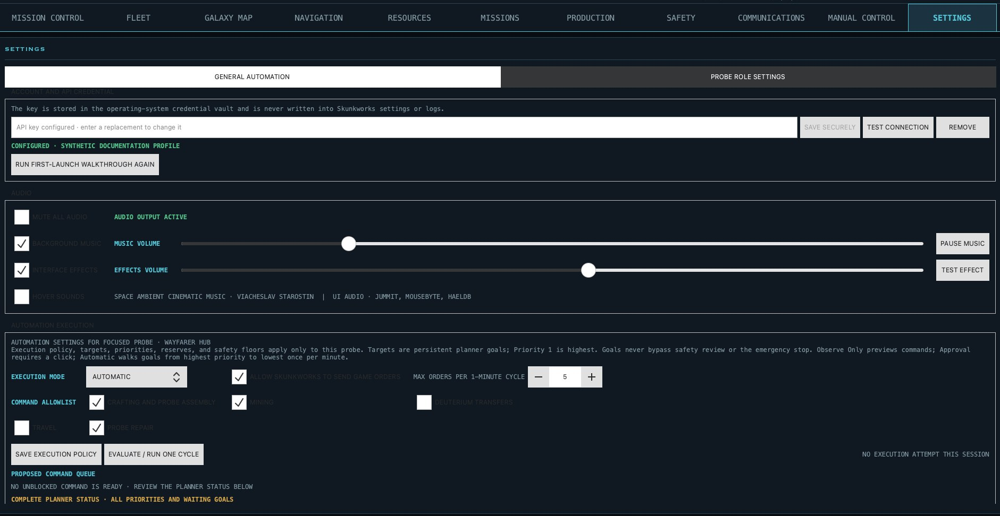 MISSION CONTROL FLEET GALAXY MAP NAVIGATION RESOURCES MISSIONS PRODUCTION SAFETY COMMUNICATIONS MANUAL CONTROL SETTINGS
SETTINGS
GENERAL AUTOMATION PROBE ROLE SETTINGS
ACCOUNT AND API CREDENTIAL
The key is stored in the operating-system credential vault and is never written into Skunkworks settings or logs.
API key configured · enter a replacement to change it SAVE SECURELY TEST CONNECTION REMOVE
CONFIGURED · SYNTHETIC DOCUMENTATION PROFILE
RUN FIRST-LAUNCH WALKTHROUGH AGAIN
AUDIO
MUTE ALL AUDIO AUDIO OUTPUT ACTIVE
BACKGROUND MUSIC MUSIC VOLUME PAUSE MUSIC
INTERFACE EFFECTS EFFECTS VOLUME TEST EFFECT
HOVER SOUNDS SPACE AMBIENT CINEMATIC MUSIC · VIACHESLAV STAROSTIN | UI AUDIO · JUMMIT, MOUSEBYTE, HAELDB
AUTOMATION EXECUTION
AUTOMATION SETTINGS FOR FOCUSED PROBE · WAYFARER HUB
Execution policy, targets, priorities, reserves, and safety floors apply only to this probe. Targets are persistent planner goals; Priority 1 is highest. Goals never bypass safety review or the emergency stop. Observe Only previews commands; Approval
requires a click; Automatic walks goals from highest priority to lowest once per minute.
EXECUTION MODE AUTOMATIC ALLOW SKUNKWORKS TO SEND GAME ORDERS MAX ORDERS PER 1-MINUTE CYCLE 5
COMMAND ALLOWLIST CRAFTING AND PROBE ASSEMBLY MINING DEUTERIUM TRANSFERS
TRAVEL PROBE REPAIR
SAVE EXECUTION POLICY EVALUATE / RUN ONE CYCLE NO EXECUTION ATTEMPT THIS SESSION
PROPOSED COMMAND QUEUE
NO UNBLOCKED COMMAND IS READY · REVIEW THE PLANNER STATUS BELOW
COMPLETE PLANNER STATUS · ALL PRIORITIES AND WAITING GOALS